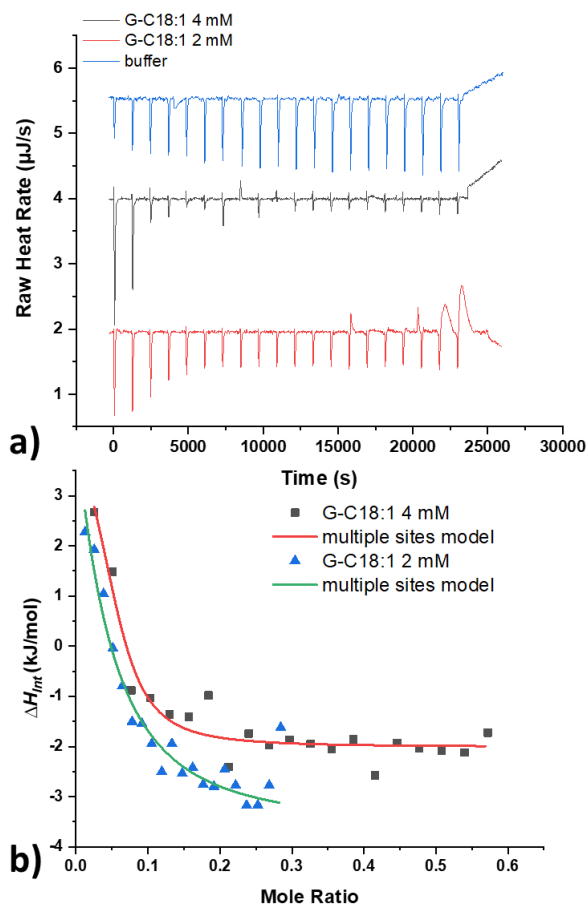 G-C18:1 4 mM
G-C18:1 2 mM
buffer
Raw Heat Rate (µJ/s)
6
5
4
3
2
1
0 5000 10000 15000 20000 25000 30000
Time (s)
a)
ΔH_Int (kJ/mol)
3
2
1
0
-1
-2
-3
-4
G-C18:1 4 mM
multiple sites model
G-C18:1 2 mM
multiple sites model
0.0 0.1 0.2 0.3 0.4 0.5 0.6
Mole Ratio
b)